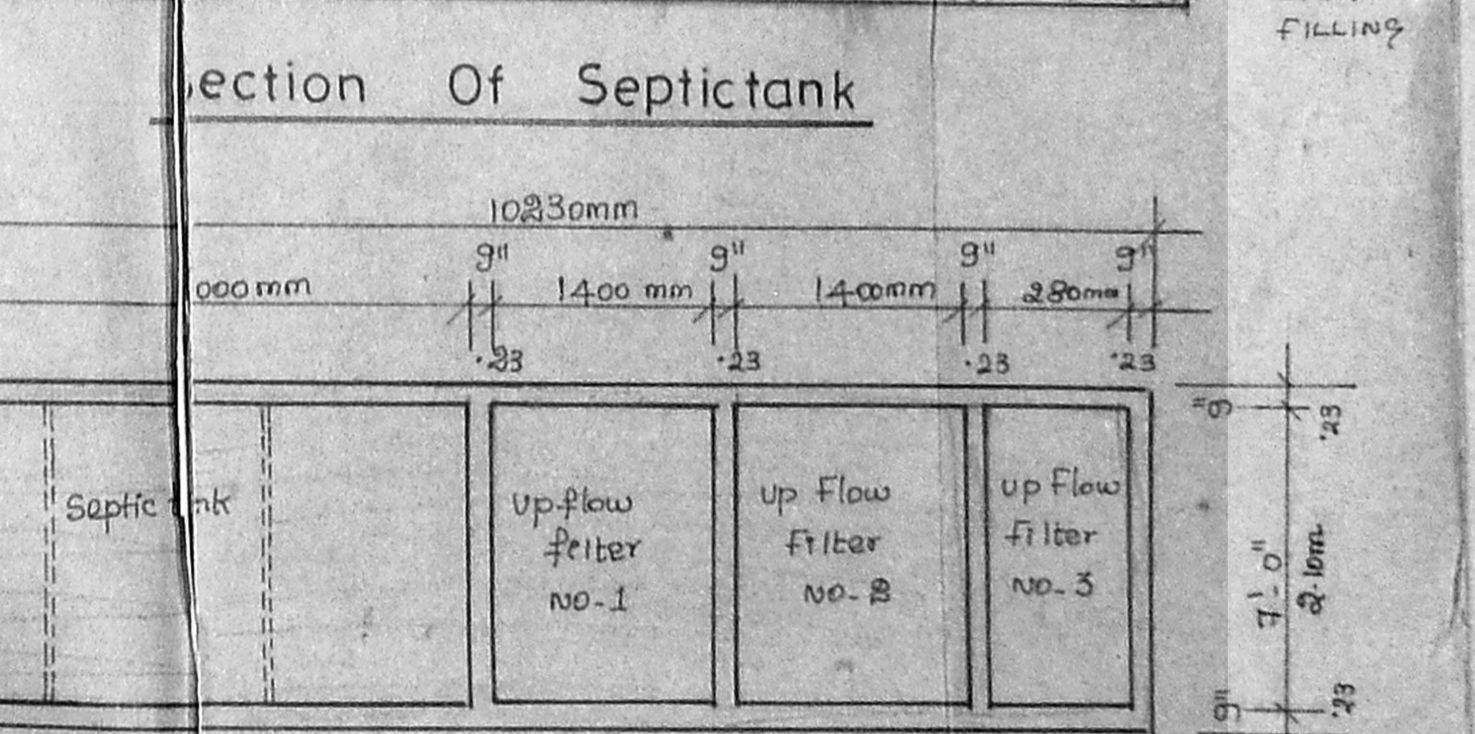 FILLING
ection Of Septictank
10230mm
9" 9" 9" 9"
000mm 1400 mm 1400mm 280mm
.23 .23 .23 .23
9" .23
Septic nk
up-flow
felter
NO-1
up Flow
Filter
NO-
up Flow
filter
NO-3
7'-0" 2.10m
9" .23